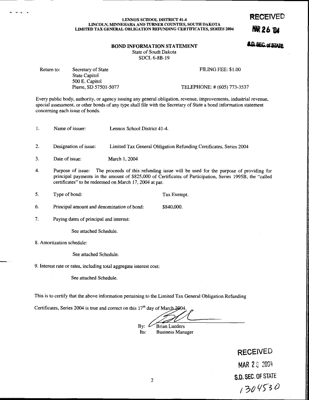 LENNOX SCHOOL DISTRICT 41-4
LINCOLN, MINNEHAHA AND TURNER COUNTIES, SOUTH DAKOTA
LIMITED TAX GENERAL OBLIGATION REFUNDING CERTIFICATES, SERIES 2004
RECEIVED
MAR 26 '04
S.D. SEC. OF STATE
BOND INFORMATION STATEMENT
State of South Dakota
SDCL 6-8B-19
Return to: Secretary of State FILING FEE: $1.00
State Capitol
500 E. Capitol
Pierre, SD 57501-5077 TELEPHONE: # (605) 773-3537
Every public body, authority, or agency issuing any general obligation, revenue, improvements, industrial revenue,
special assessment, or other bonds of any type shall file with the Secretary of State a bond information statement
concerning each issue of bonds.
1. Name of issuer: Lennox School District 41-4.
2. Designation of issue: Limited Tax General Obligation Refunding Certificates, Series 2004
3. Date of issue: March 1, 2004
4. Purpose of issue: The proceeds of this refunding issue will be used for the purpose of providing for
principal payments in the amount of $825,000 of Certificates of Participation, Series 1995B, the "called
certificates" to be redeemed on March 17, 2004 at par.
5. Type of bond: Tax Exempt.
6. Principal amount and denomination of bond: $840,000.
7. Paying dates of principal and interest:
See attached Schedule.
8. Amortization schedule:
See attached Schedule.
9. Interest rate or rates, including total aggregate interest cost:
See attached Schedule.
This is to certify that the above information pertaining to the Limited Tax General Obligation Refunding
Certificates, Series 2004 is true and correct on this 17th day of March 2004.
By: Brian Lunders
Its: Business Manager
RECEIVED
MAR 26 2004
S.D. SEC. OF STATE
1304530
2